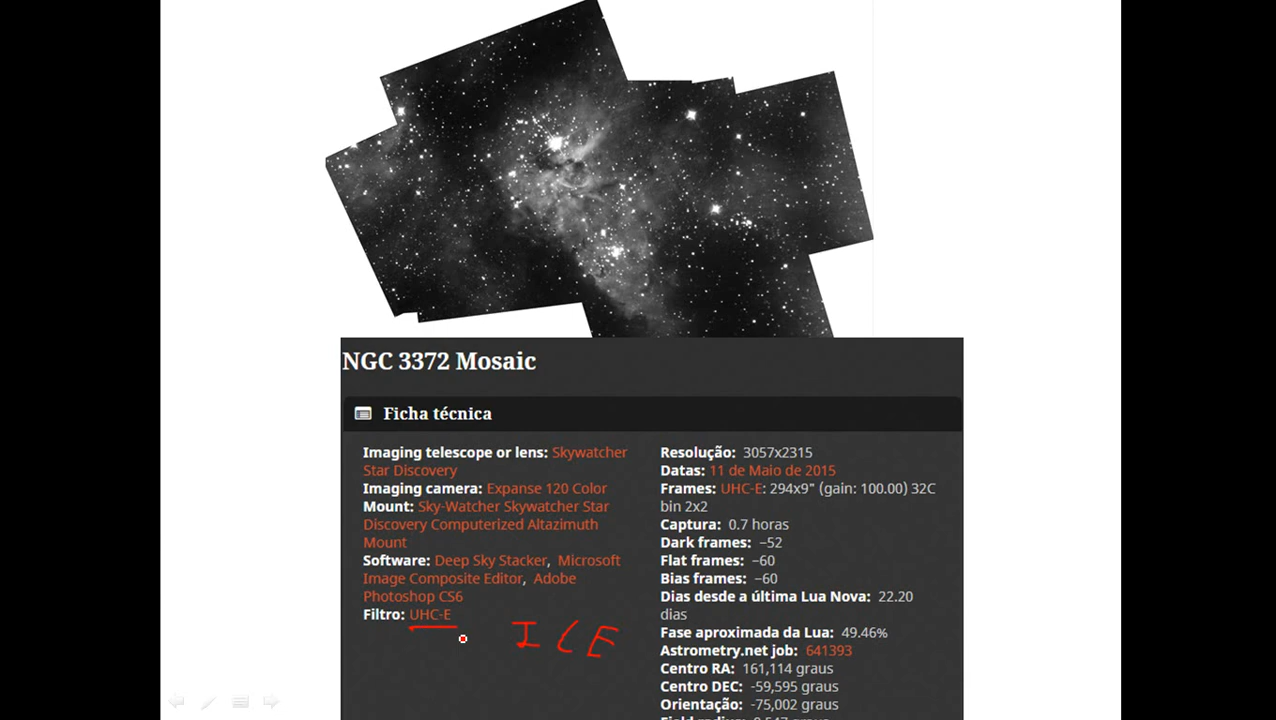 NGC 3372 Mosaic
Ficha técnica
Imaging telescope or lens: Skywatcher
Star Discovery
Imaging camera: Expanse 120 Color
Mount: Sky-Watcher Skywatcher Star
Discovery Computerized Altazimuth
Mount
Software: Deep Sky Stacker, Microsoft
Image Composite Editor, Adobe
Photoshop CS6
Filtro: UHC-E
ICE
Resolução: 3057x2315
Datas: 11 de Maio de 2015
Frames: UHC-E: 294x9" (gain: 100.00) 32C
bin 2x2
Captura: 0.7 horas
Dark frames: ~52
Flat frames: ~60
Bias frames: ~60
Dias desde a última Lua Nova: 22.20
dias
Fase aproximada da Lua: 49.46%
Astrometry.net job: 641393
Centro RA: 161,114 graus
Centro DEC: -59,595 graus
Orientação: -75,002 graus